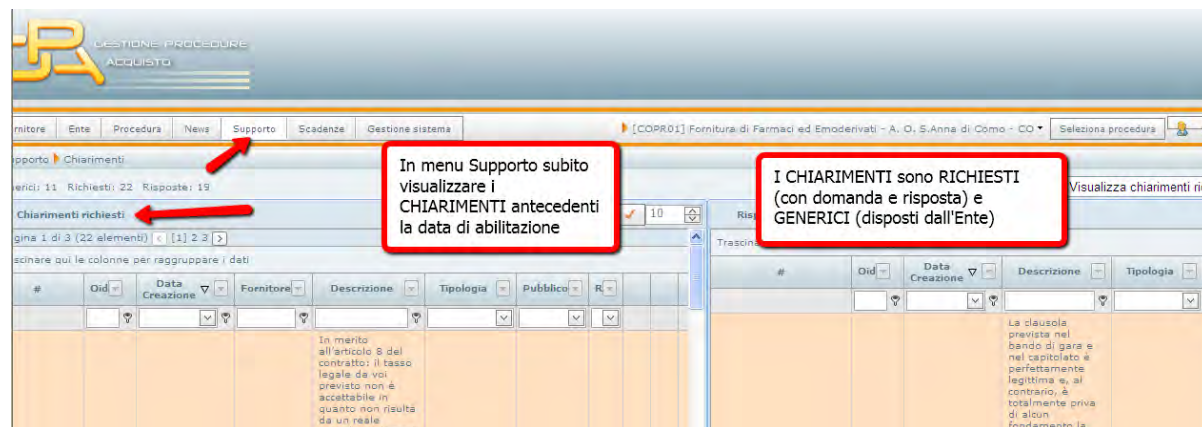 GESTIONE PROCEDURE
ACQUISTO
rnitore Ente Procedura News Supporto Scadenze Gestione sistema
[COPR01] Fornitura di Farmaci ed Emoderivati - A. O. S.Anna di Como - CO Seleziona procedura
pporto Chiarimenti
nerici: 11 Richiesti: 22 Risposte: 19
Visualizza chiarimenti ri
In menu Supporto subito
visualizzare i
CHIARIMENTI antecedenti
la data di abilitazione
I CHIARIMENTI sono RICHIESTI
(con domanda e risposta) e
GENERICI (disposti dall'Ente)
Chiarimenti richiesti
10
Risp
gina 1 di 3 (22 elementi) < [1] 2 3 >
Trascina
scinare qui le colonne per raggruppare i dati
# Oid Data Creazione Fornitore Descrizione Tipologia Pubblico R.
# Oid Data Creazione Descrizione Tipologia
In merito
all'articolo 8 del
contratto: il tasso
legale da voi
previsto non è
accettabile in
quanto non risulta
da un reale
La clausola
prevista nel
bando di gara e
nel capitolato è
perfettamente
legittima e, al
contrario, è
totalmente priva
di alcun
fondamento la